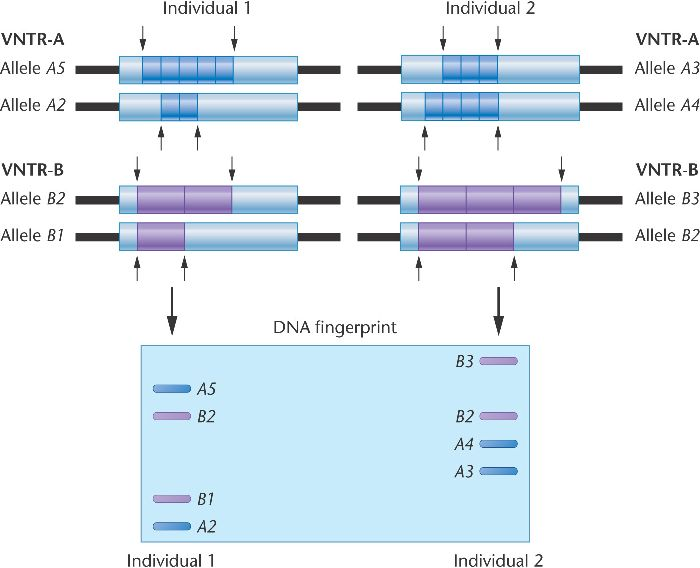 Individual 1
Individual 2
VNTR-A
VNTR-A
Allele A5
Allele A3
Allele A2
Allele A4
VNTR-B
VNTR-B
Allele B2
Allele B3
Allele B1
Allele B2
DNA fingerprint
B3
A5
B2
B2
A4
A3
B1
A2
Individual 1
Individual 2